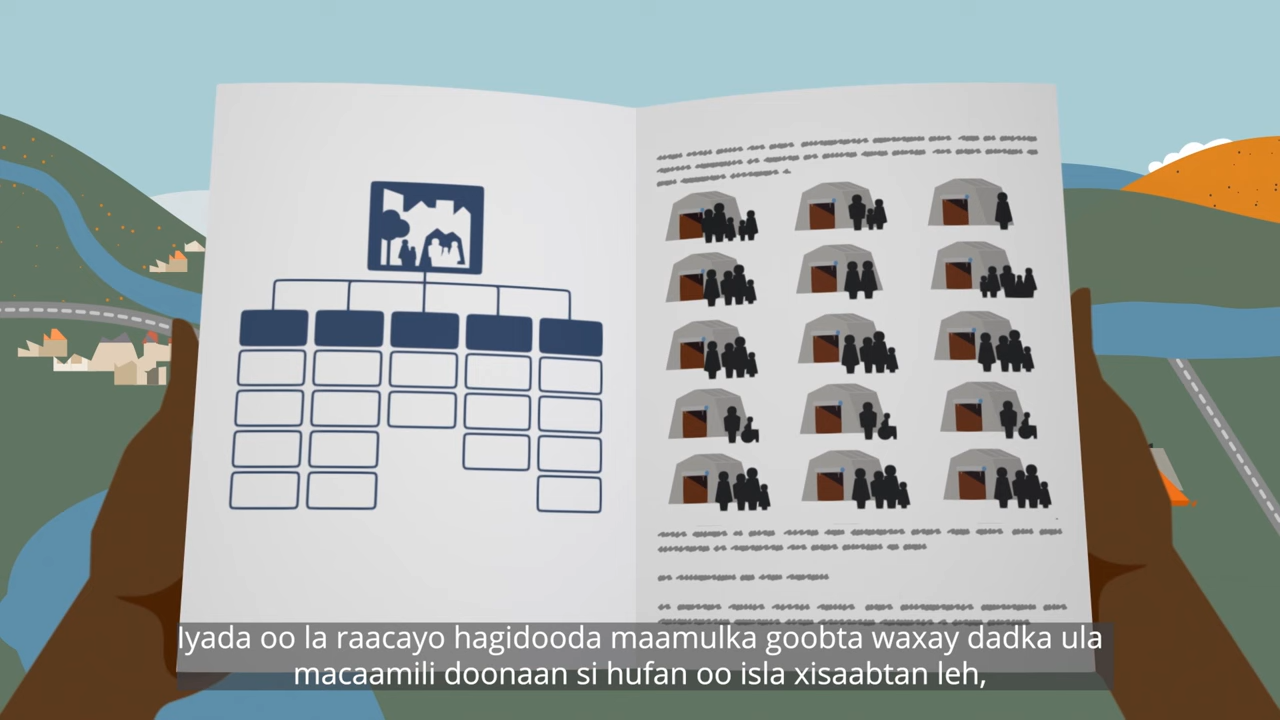 Iyada oo la raacayo hagidooda maamulka goobta waxay dadka ula
macaamili doonaan si hufan oo isla xisaabtan leh,